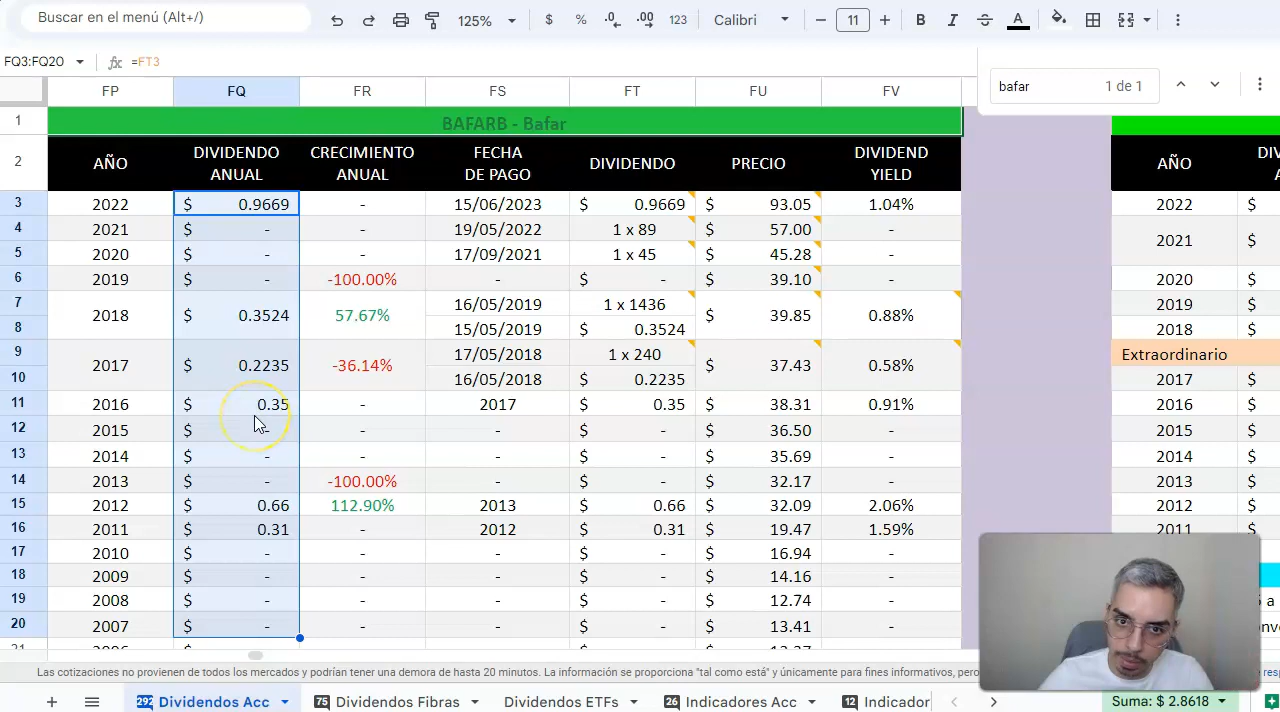 Buscar en el menú (Alt+/)
125%
$ % .0 .00 123
Calibri
11
B I S A
FQ3:FQ20
fx =FT3
bafar 1 de 1
FP FQ FR FS FT FU FV
1 BAFARB - Bafar
2 AÑO DIVIDENDO ANUAL CRECIMIENTO ANUAL FECHA DE PAGO DIVIDENDO PRECIO DIVIDEND YIELD AÑO
3 2022 $ 0.9669 - 15/06/2023 $ 0.9669 $ 93.05 1.04% 2022 $
4 2021 $ - - 19/05/2022 1 x 89 $ 57.00 - 2021 $
5 2020 $ - - 17/09/2021 1 x 45 $ 45.28 -
6 2019 $ - -100.00% - $ - $ 39.10 - 2020 $
7 2018 $ 0.3524 57.67% 16/05/2019 1 x 1436 $ 39.85 0.88% 2019 $
8 15/05/2019 $ 0.3524 2018 $
9 2017 $ 0.2235 -36.14% 17/05/2018 1 x 240 $ 37.43 0.58% Extraordinario
10 16/05/2018 $ 0.2235 2017 $
11 2016 $ 0.35 - 2017 $ 0.35 $ 38.31 0.91% 2016 $
12 2015 $ - - - $ - $ 36.50 - 2015 $
13 2014 $ - - - $ - $ 35.69 - 2014 $
14 2013 $ - -100.00% - $ - $ 32.17 - 2013 $
15 2012 $ 0.66 112.90% 2013 $ 0.66 $ 32.09 2.06% 2012 $
16 2011 $ 0.31 - 2012 $ 0.31 $ 19.47 1.59% 2011 $
17 2010 $ - - - $ - $ 16.94 -
18 2009 $ - - - $ - $ 14.16 -
19 2008 $ - - - $ - $ 12.74 -
20 2007 $ - - - $ - $ 13.41 -
Las cotizaciones no provienen de todos los mercados y podrían tener una demora de hasta 20 minutos. La información se proporciona "tal como está" y únicamente para fines informativos,
292 Dividendos Acc 75 Dividendos Fibras Dividendos ETFs 26 Indicadores Acc 12 Indicador Suma: $ 2.8618